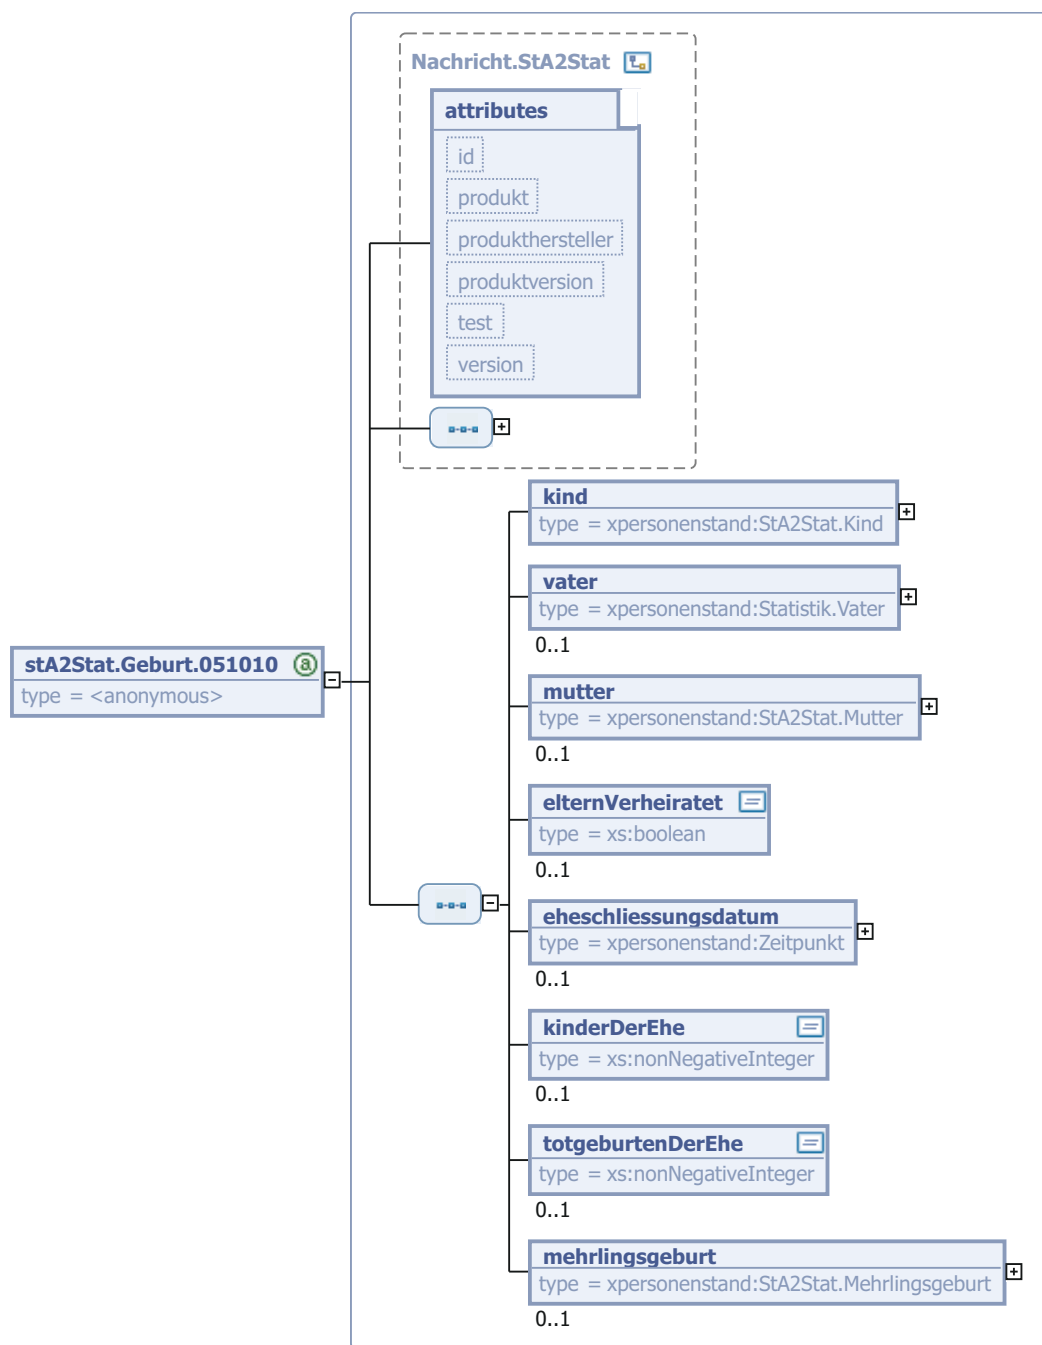 Nachricht.StA2Stat
attributes
id
produkt
produkthersteller
produktversion
test
version
kind
type = xpersonenstand:StA2Stat.Kind
vater
type = xpersonenstand:Statistik.Vater
0..1
stA2Stat.Geburt.051010
type = <anonymous>
mutter
type = xpersonenstand:StA2Stat.Mutter
0..1
elternVerheiratet
type = xs:boolean
0..1
eheschliessungsdatum
type = xpersonenstand:Zeitpunkt
0..1
kinderDerEhe
type = xs:nonNegativeInteger
0..1
totgeburtenDerEhe
type = xs:nonNegativeInteger
0..1
mehrlingsgeburt
type = xpersonenstand:StA2Stat.Mehrlingsgeburt
0..1